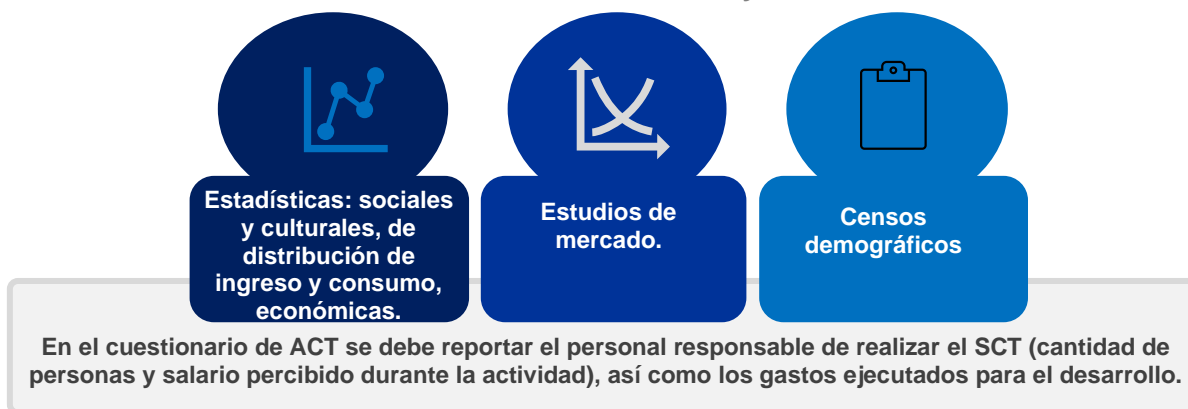 Estadísticas: sociales
y culturales, de
distribución de
ingreso y consumo,
económicas.
Estudios de
mercado.
Censos
demográficos
En el cuestionario de ACT se debe reportar el personal responsable de realizar el SCT (cantidad de
personas y salario percibido durante la actividad), así como los gastos ejecutados para el desarrollo.